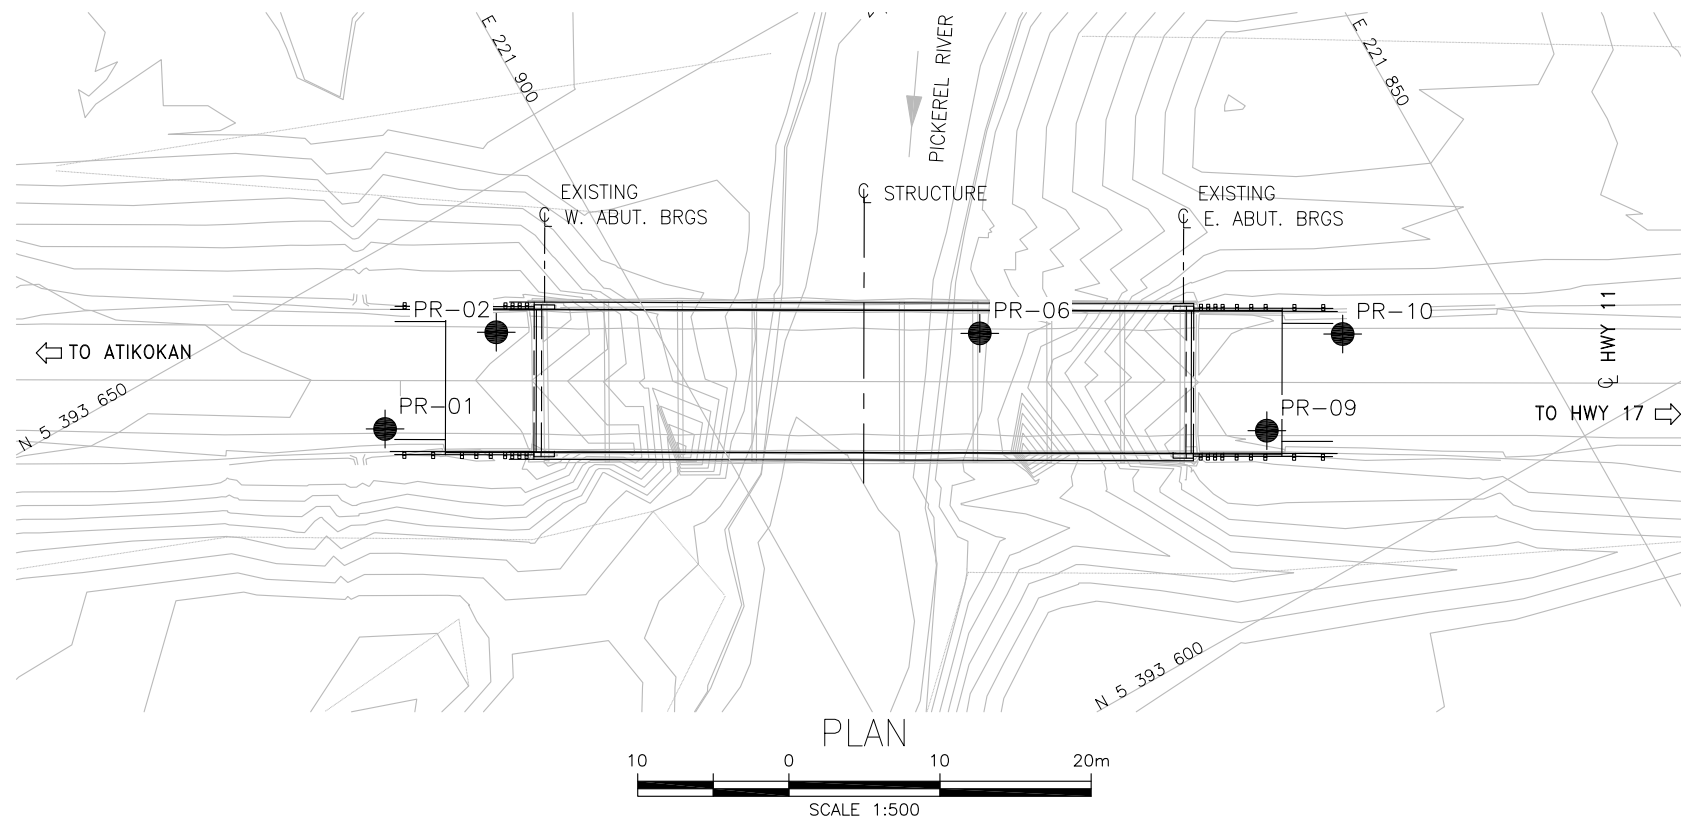 E 221 900
PICKEREL RIVER
E 221 850
EXISTING
℄ W. ABUT. BRGS
℄ STRUCTURE
EXISTING
℄ E. ABUT. BRGS
PR-02
PR-06
PR-10
℄ HWY 11
TO ATIKOKAN
N 5 393 650
PR-01
PR-09
TO HWY 17
N 5 393 600
PLAN
10 0 10 20m
SCALE 1:500